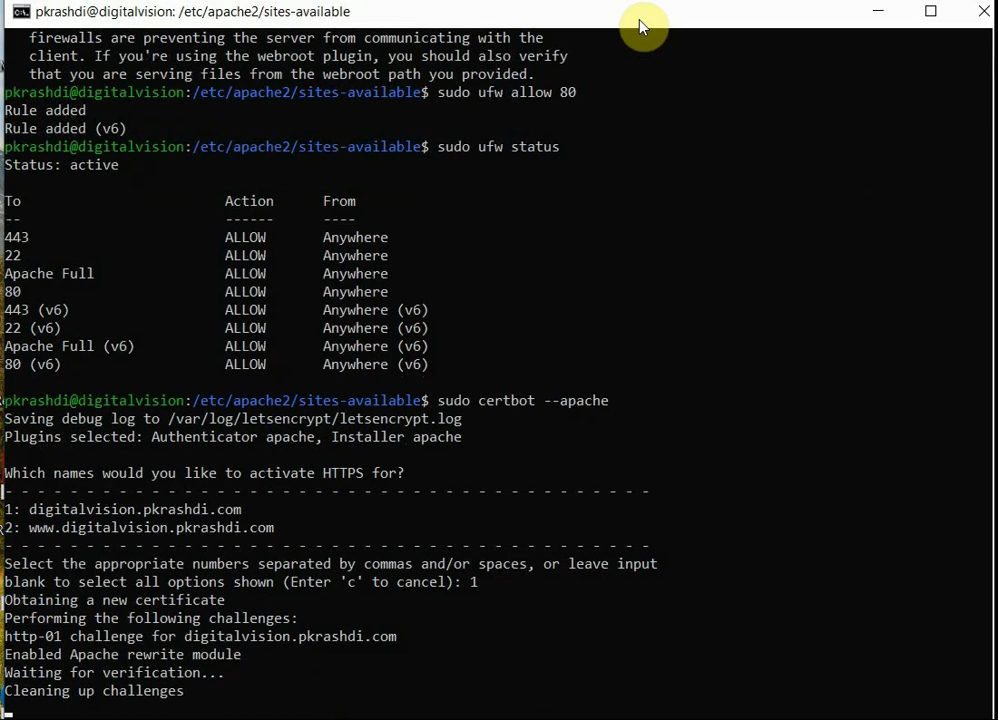 pkrashdi@digitalvision: /etc/apache2/sites-available
firewalls are preventing the server from communicating with the
client. If you're using the webroot plugin, you should also verify
that you are serving files from the webroot path you provided.
pkrashdi@digitalvision:/etc/apache2/sites-available$ sudo ufw allow 80
Rule added
Rule added (v6)
pkrashdi@digitalvision:/etc/apache2/sites-available$ sudo ufw status
Status: active
To Action From
-- ------ ----
443 ALLOW Anywhere
22 ALLOW Anywhere
Apache Full ALLOW Anywhere
80 ALLOW Anywhere
443 (v6) ALLOW Anywhere (v6)
22 (v6) ALLOW Anywhere (v6)
Apache Full (v6) ALLOW Anywhere (v6)
80 (v6) ALLOW Anywhere (v6)
pkrashdi@digitalvision:/etc/apache2/sites-available$ sudo certbot --apache
Saving debug log to /var/log/letsencrypt/letsencrypt.log
Plugins selected: Authenticator apache, Installer apache
Which names would you like to activate HTTPS for?
- - - - - - - - - - - - - - - - - - - - - - - - - - - - - - - - - - - - - - - -
1: digitalvision.pkrashdi.com
2: www.digitalvision.pkrashdi.com
- - - - - - - - - - - - - - - - - - - - - - - - - - - - - - - - - - - - - - - -
Select the appropriate numbers separated by commas and/or spaces, or leave input
blank to select all options shown (Enter 'c' to cancel): 1
Obtaining a new certificate
Performing the following challenges:
http-01 challenge for digitalvision.pkrashdi.com
Enabled Apache rewrite module
Waiting for verification...
Cleaning up challenges